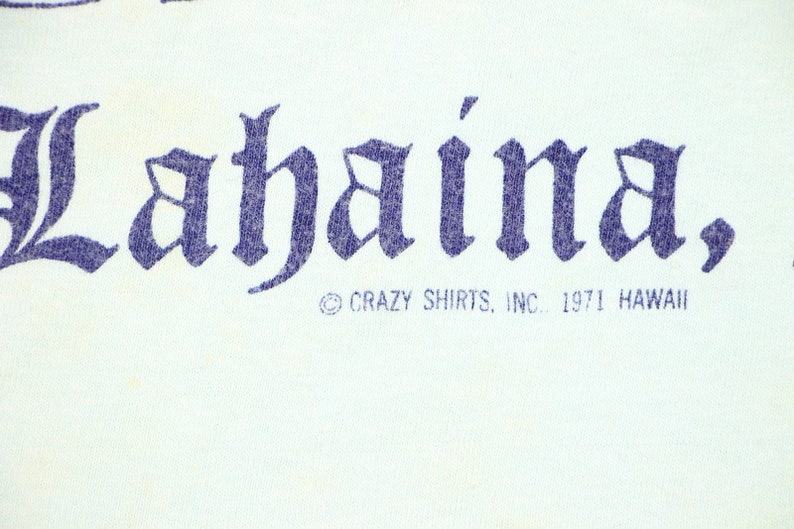 Lahaina,
© CRAZY SHIRTS, INC.. 1971 HAWAII